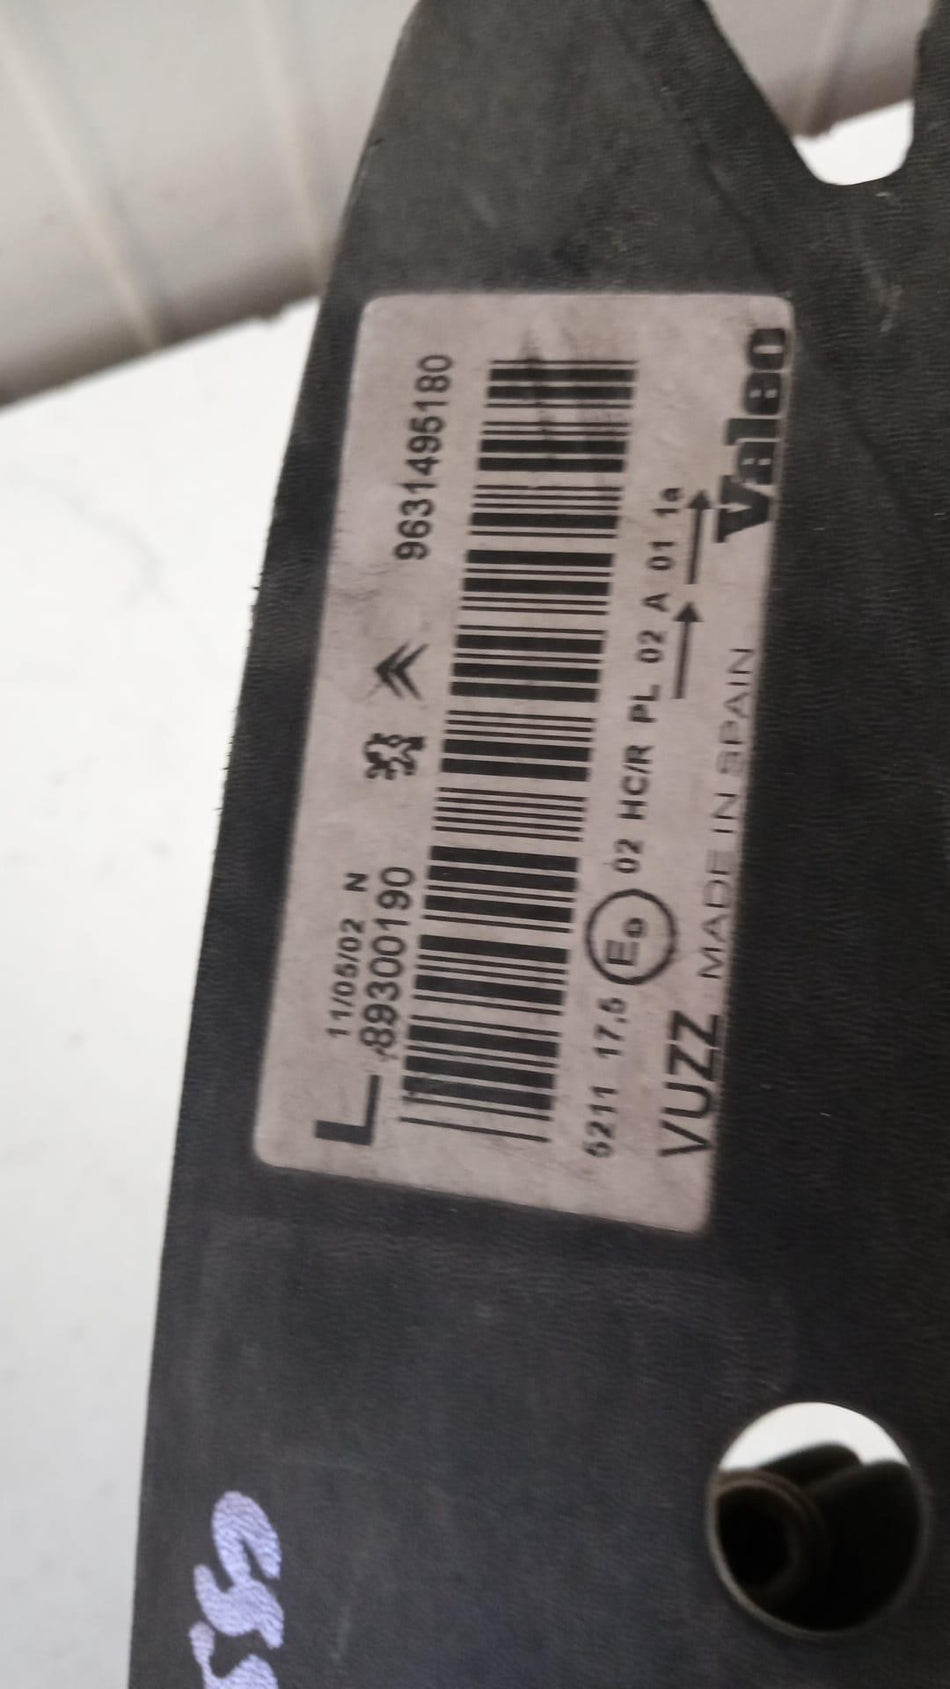 11/05/02 N
L 89300190
9631495180
5211 17,5 E9 02 HC/R PL 02 A 01 1a
VUZZ MADE IN SPAIN
Valeo